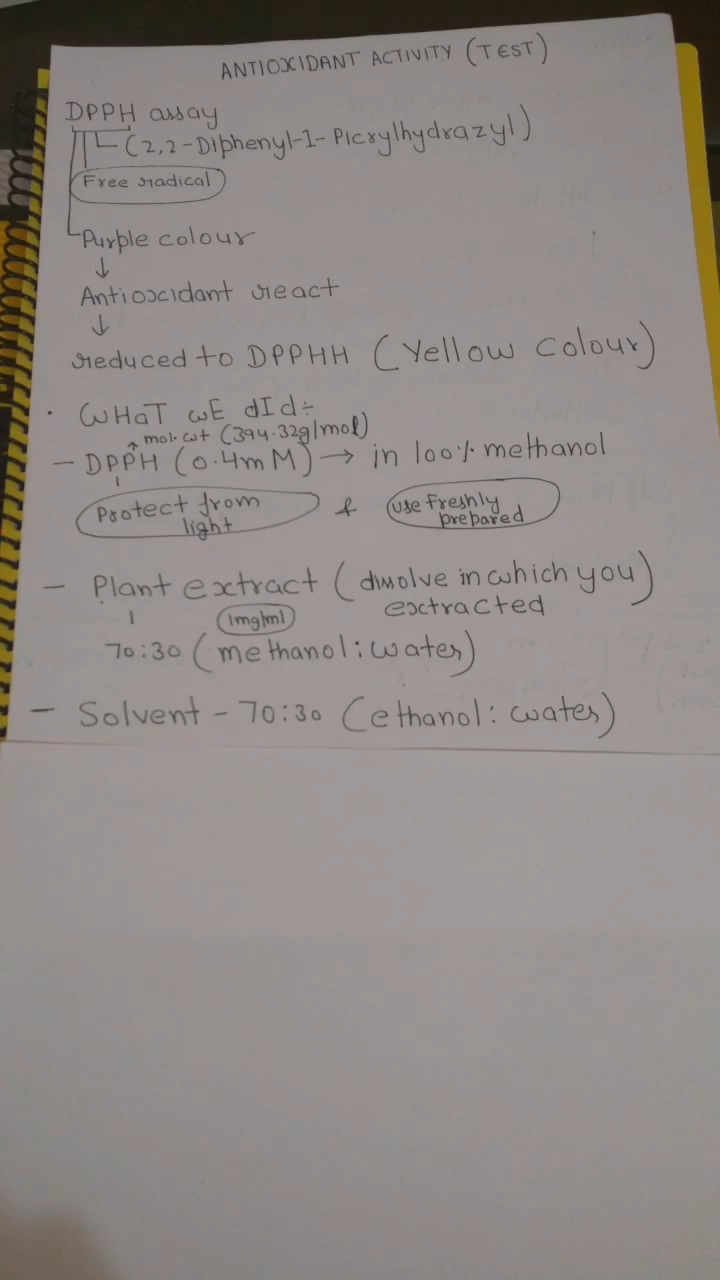 ANTIOXIDANT ACTIVITY (TEST)
DPPH assay
(2,2-Diphenyl-1-Picrylhydrazyl)
Free radical
Purple colour
↓
Antioxidant react
↓
reduced to DPPHH (Yellow colour)
· WHaT wE dId÷
mol. wt (394.32g/mol)
- DPPH (0.4mM) → in 100% methanol
Protect from light & use freshly prepared
- Plant extract (dissolve in which you extracted)
1mg/ml
70:30 (methanol:water)
- Solvent - 70:30 (ethanol:water)